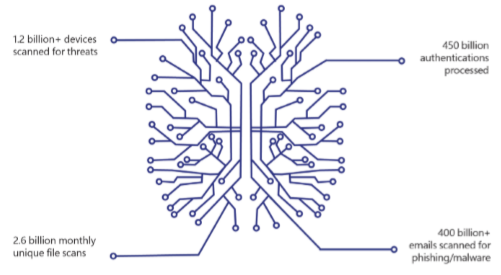 1.2 billion+ devices
scanned for threats
450 billion
authentications
processed
2.6 billion monthly
unique file scans
400 billion+
emails scanned for
phishing/malware